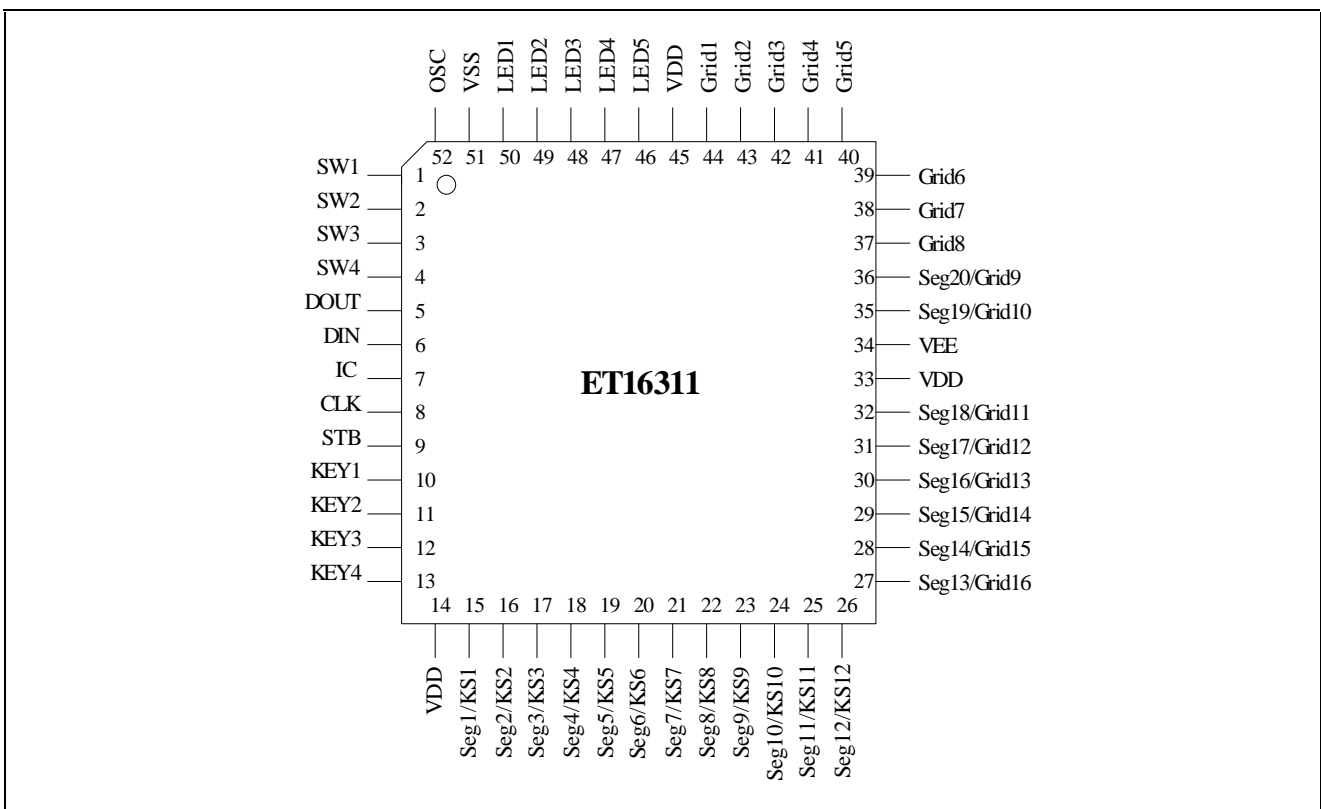 OSC
VSS
LED1
LED2
LED3
LED4
LED5
VDD
Grid1
Grid2
Grid3
Grid4
Grid5
52 51 50 49 48 47 46 45 44 43 42 41 40
SW1 1
SW2 2
SW3 3
SW4 4
DOUT 5
DIN 6
IC 7
CLK 8
STB 9
KEY1 10
KEY2 11
KEY3 12
KEY4 13
ET16311
39 Grid6
38 Grid7
37 Grid8
36 Seg20/Grid9
35 Seg19/Grid10
34 VEE
33 VDD
32 Seg18/Grid11
31 Seg17/Grid12
30 Seg16/Grid13
29 Seg15/Grid14
28 Seg14/Grid15
27 Seg13/Grid16
14 15 16 17 18 19 20 21 22 23 24 25 26
VDD
Seg1/KS1
Seg2/KS2
Seg3/KS3
Seg4/KS4
Seg5/KS5
Seg6/KS6
Seg7/KS7
Seg8/KS8
Seg9/KS9
Seg10/KS10
Seg11/KS11
Seg12/KS12